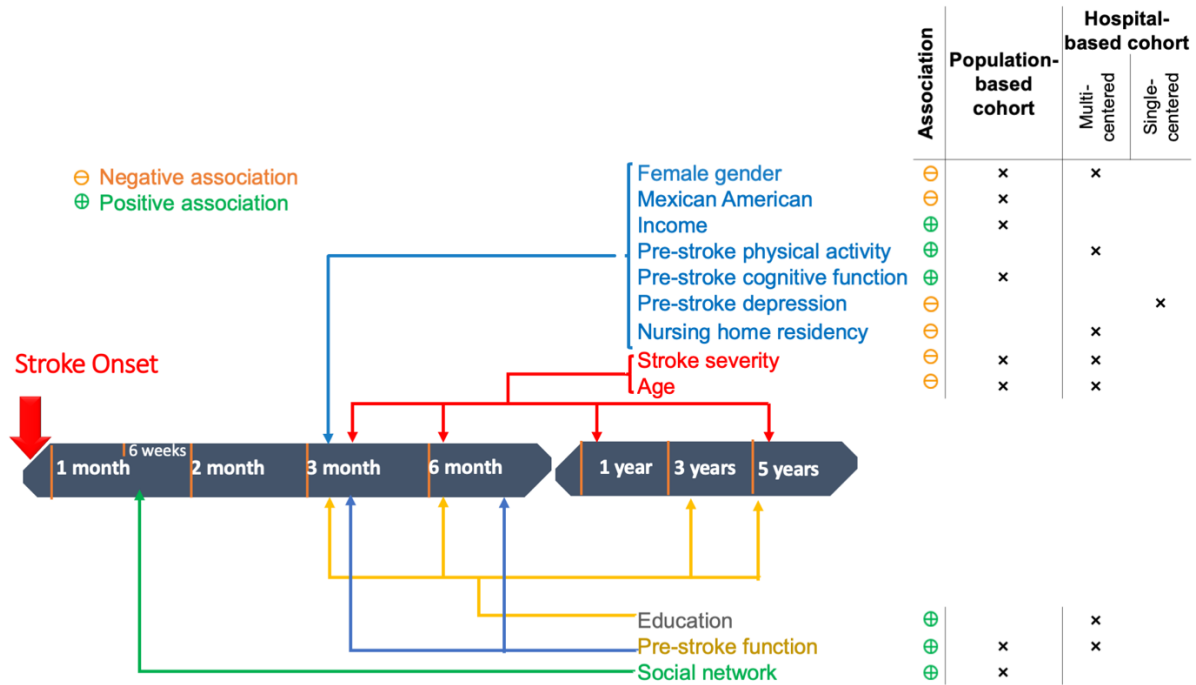 Association
Population-
based
cohort
Hospital-
based cohort
Multi-
centered
Single-
centered
⊖ Negative association
⊕ Positive association
Female gender ⊖ × ×
Mexican American ⊖ ×
Income ⊕ ×
Pre-stroke physical activity ⊕ ×
Pre-stroke cognitive function ⊕ ×
Pre-stroke depression ⊖ ×
Nursing home residency ⊖ ×
Stroke severity ⊖ × ×
Age ⊖ × ×
Stroke Onset
1 month 6 weeks 2 month 3 month 6 month 1 year 3 years 5 years
Education ⊕ ×
Pre-stroke function ⊕ × ×
Social network ⊕ ×